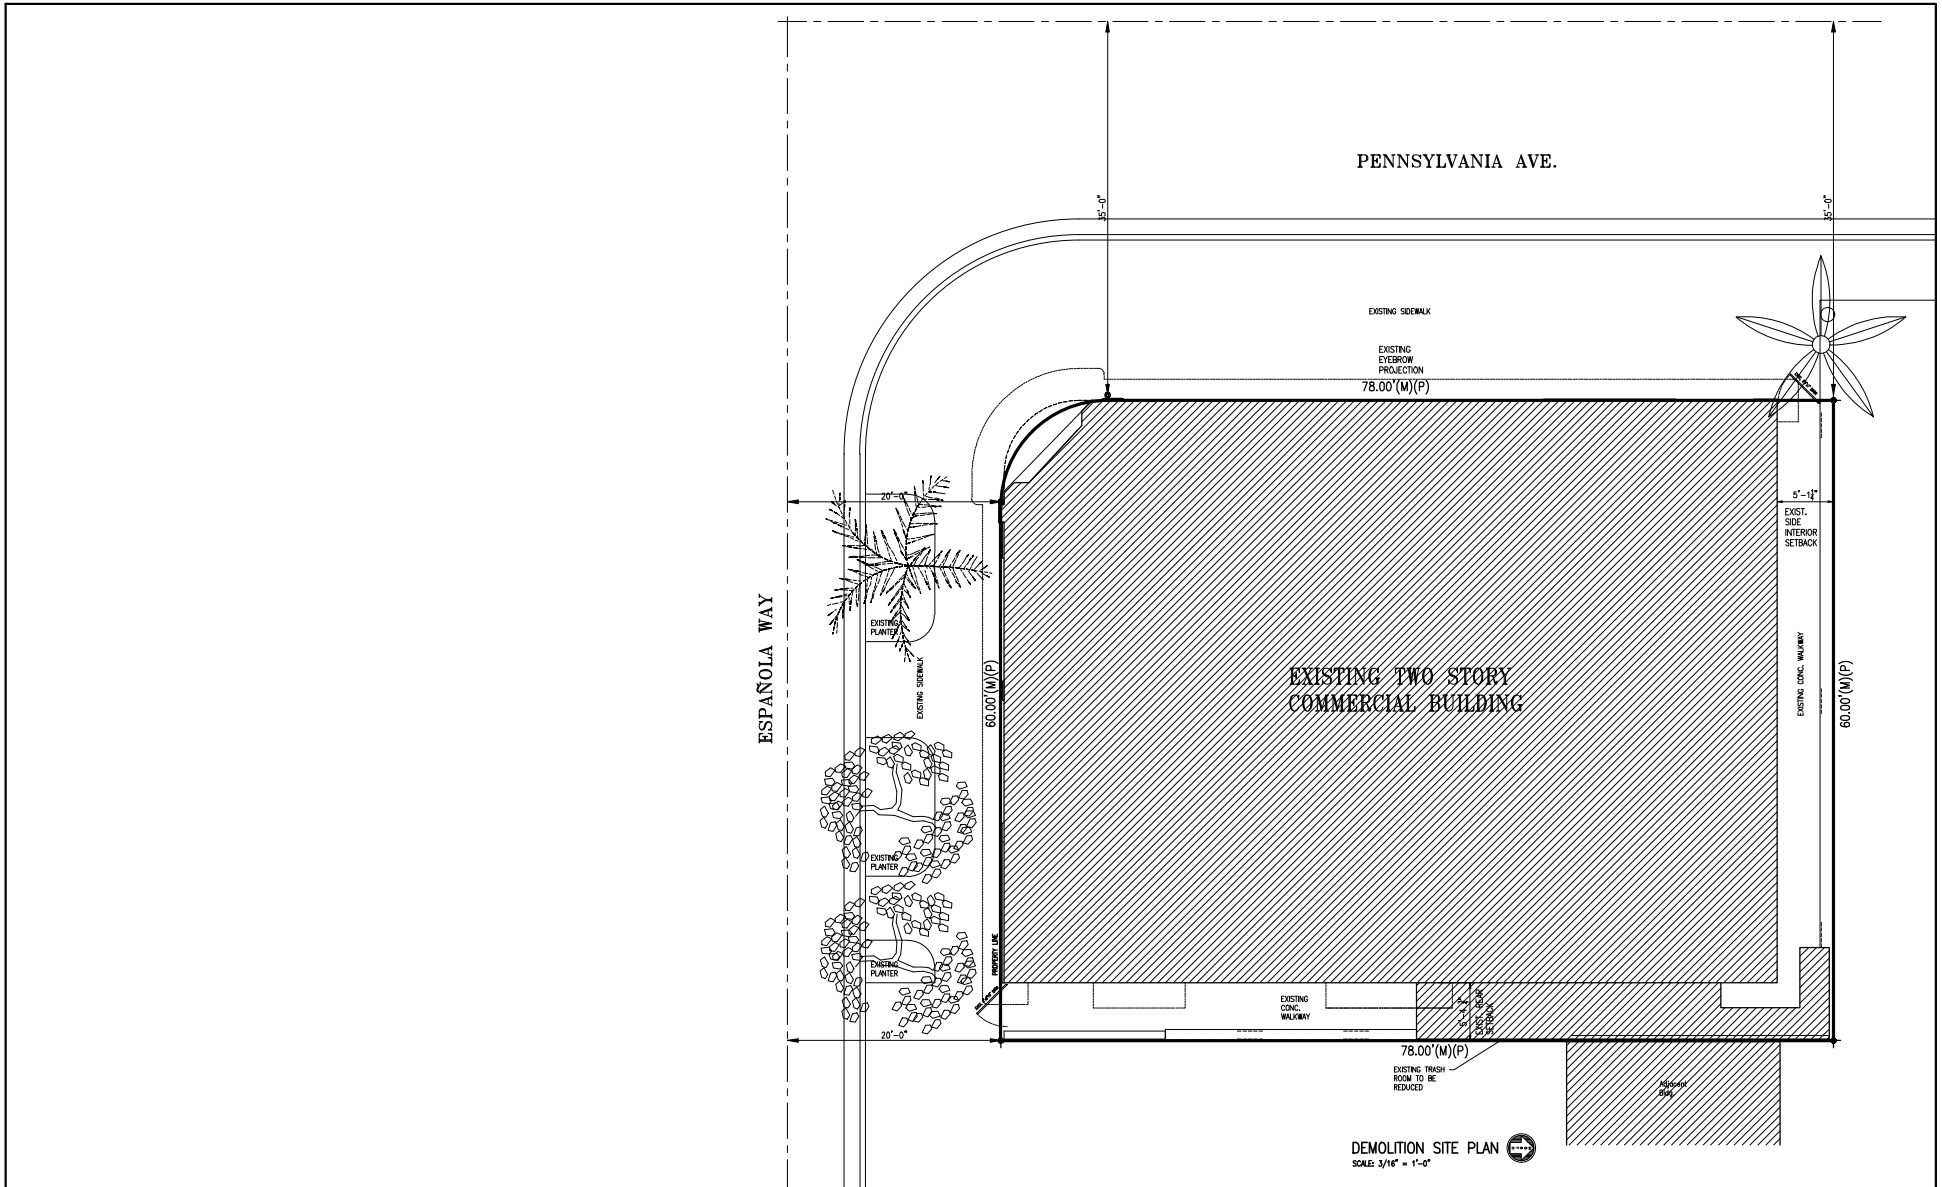 PENNSYLVANIA AVE.
35'-0"
35'-0"
EXISTING SIDEWALK
EXISTING
EYEBROW
PROJECTION
78.00'(M)(P)
20'-0"
5'-1¼"
EXIST.
SIDE
INTERIOR
SETBACK
ESPAÑOLA WAY
EXISTING
PLANTER
EXISTING SIDEWALK
60.00'(M)(P)
EXISTING TWO STORY
COMMERCIAL BUILDING
EXISTING CONC. WALKWAY
60.00'(M)(P)
EXISTING
PLANTER
EXISTING
PLANTER
PROPERTY LINE
EXISTING
CONC.
WALKWAY
EXIST. REAR
SETBACK
20'-0"
78.00'(M)(P)
EXISTING TRASH
ROOM TO BE
REDUCED
Adjacent
Bldg
DEMOLITION SITE PLAN
SCALE: 3/16" = 1'-0"